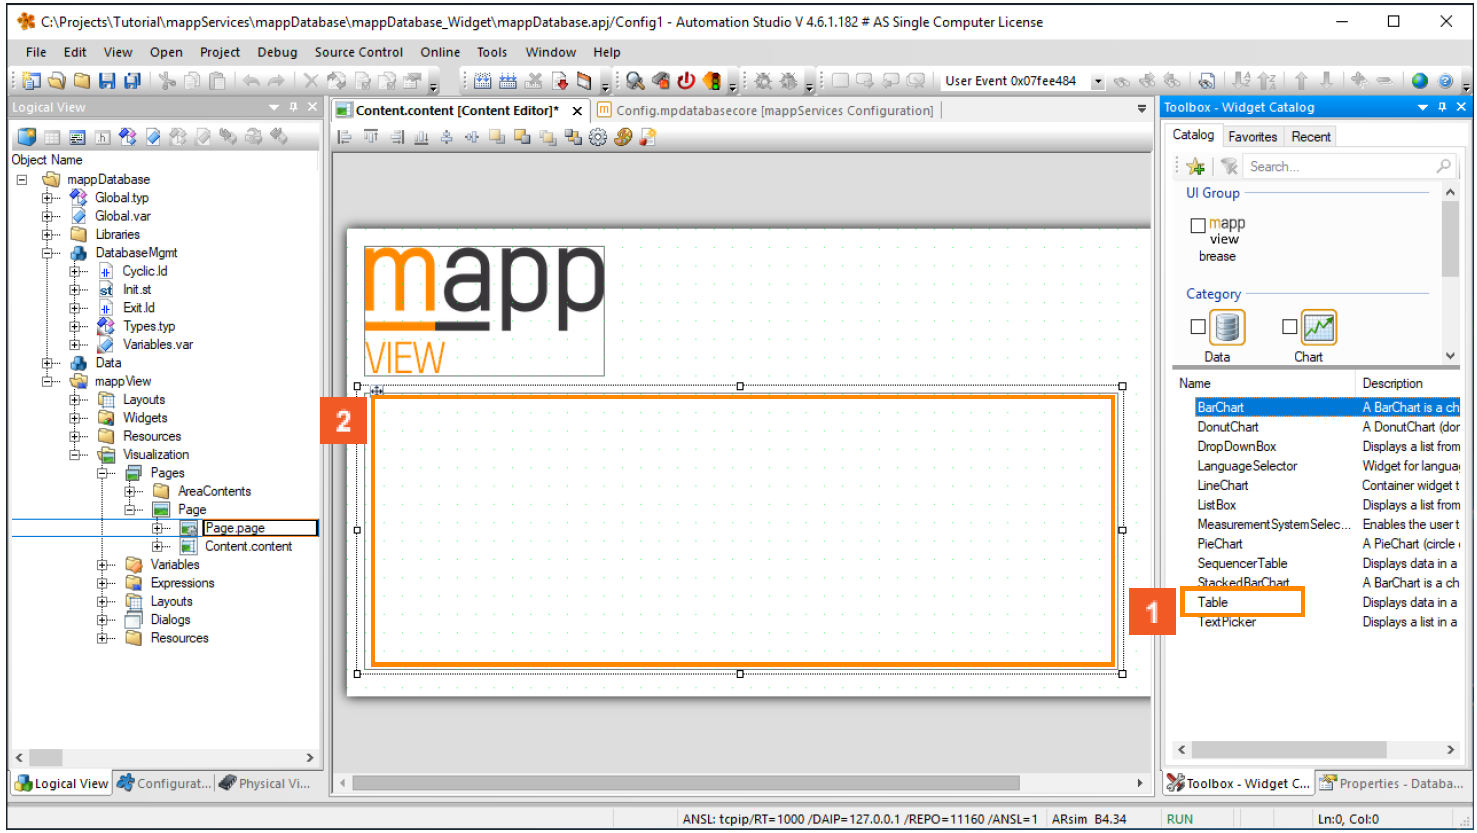 C:\Projects\Tutorial\mappServices\mappDatabase\mappDatabase_Widget\mappDatabase.apj/Config1 - Automation Studio V 4.6.1.182 # AS Single Computer License
File Edit View Open Project Debug Source Control Online Tools Window Help
User Event 0x07fee484
Logical View
Object Name
mappDatabase
Global.typ
Global.var
Libraries
DatabaseMgmt
Cyclic.ld
st Init.st
Exit.ld
Types.typ
Variables.var
Data
mappView
Layouts
Widgets
Resources
Visualization
Pages
AreaContents
Page
Page.page
Content.content
Variables
Expressions
Layouts
Dialogs
Resources
Logical View Configurat... Physical Vi...
Content.content [Content Editor]* Config.mpdatabasecore [mappServices Configuration]
mapp
VIEW
2
Toolbox - Widget Catalog
Catalog Favorites Recent
Search...
UI Group
mapp
view
brease
Category
Data Chart
Name Description
BarChart A BarChart is a ch
DonutChart A DonutChart (dor
DropDownBox Displays a list from
LanguageSelector Widget for langua
LineChart Container widget t
ListBox Displays a list from
MeasurementSystemSelec... Enables the user t
PieChart A PieChart (circle
SequencerTable Displays data in a
StackedBarChart A BarChart is a ch
1
Table Displays data in a
TextPicker Displays a list in a
Toolbox - Widget C... Properties - Databa...
ANSL: tcpip/RT=1000 /DAIP=127.0.0.1 /REPO=11160 /ANSL=1 ARsim B4.34 RUN Ln:0, Col:0